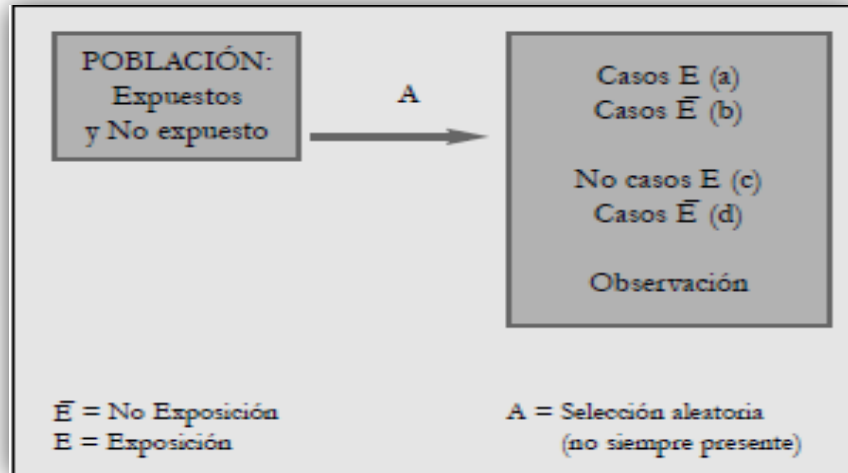 POBLACIÓN:
Expuestos
y No expuesto
A
Casos E (a)
Casos E̅ (b)
No casos E (c)
Casos E̅ (d)
Observación
E̅ = No Exposición
E = Exposición
A = Selección aleatoria
(no siempre presente)